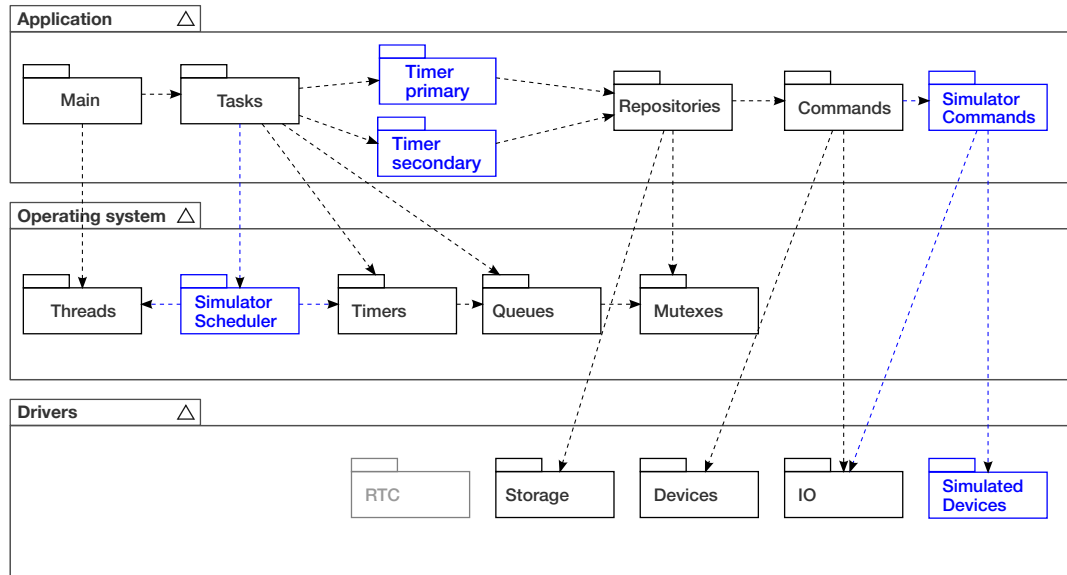 Application
Main
Tasks
Timer
primary
Timer
secondary
Repositories
Commands
Simulator
Commands
Operating system
Threads
Simulator
Scheduler
Timers
Queues
Mutexes
Drivers
RTC
Storage
Devices
IO
Simulated
Devices